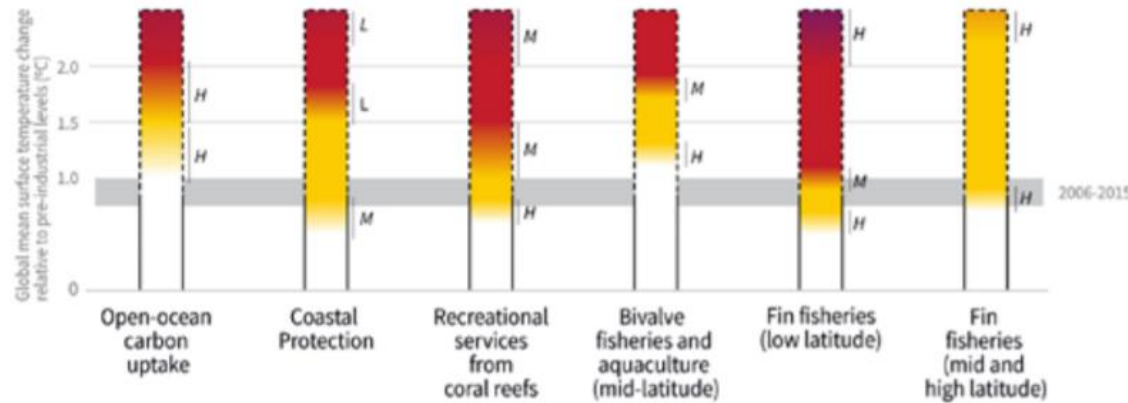 Global mean surface temperature change
relative to pre-industrial levels (°C)
2.0
1.5
1.0
0
H
H
L
L
M
M
M
H
M
H
H
M
H
H
H
2006-2015
Open-ocean
carbon
uptake
Coastal
Protection
Recreational
services
from
coral reefs
Bivalve
fisheries and
aquaculture
(mid-latitude)
Fin fisheries
(low latitude)
Fin
fisheries
(mid and
high latitude)